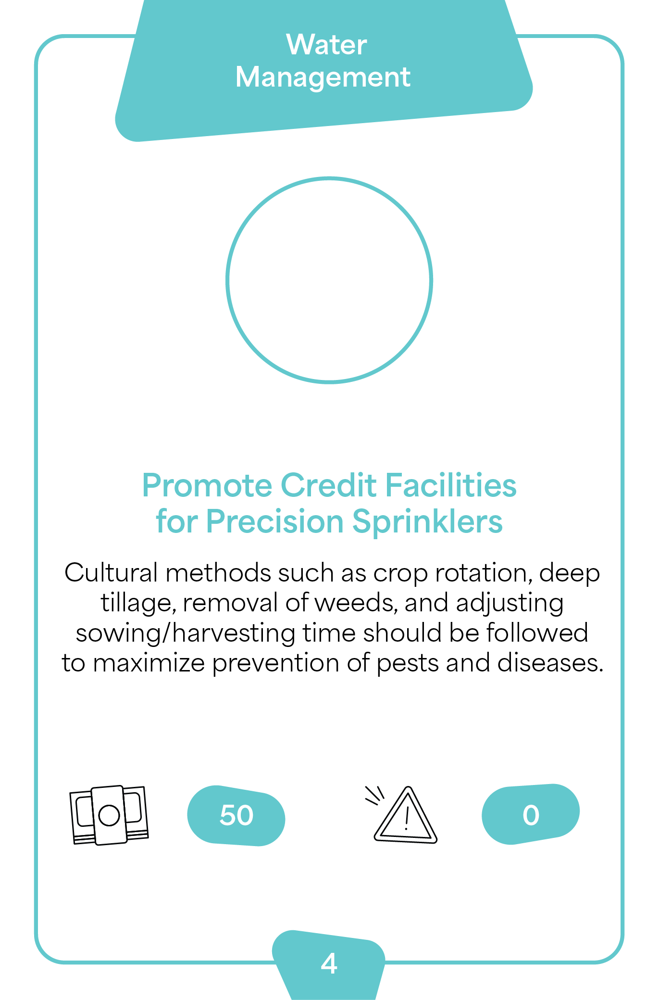 Water
Management
Promote Credit Facilities
for Precision Sprinklers
Cultural methods such as crop rotation, deep
tillage, removal of weeds, and adjusting
sowing/harvesting time should be followed
to maximize prevention of pests and diseases.
50
!
0
4